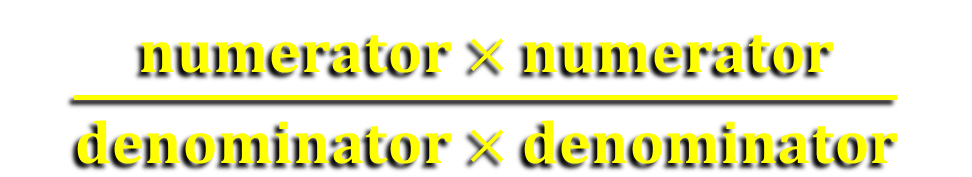 numerator × numerator
denominator × denominator